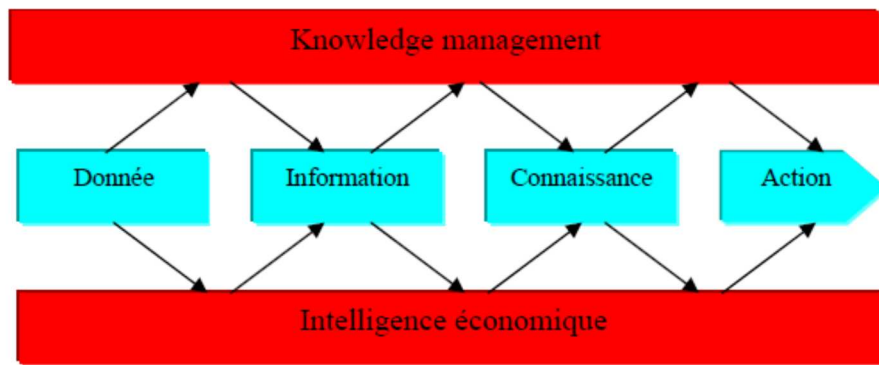 Knowledge management
Donnée
Information
Connaissance
Action
Intelligence économique